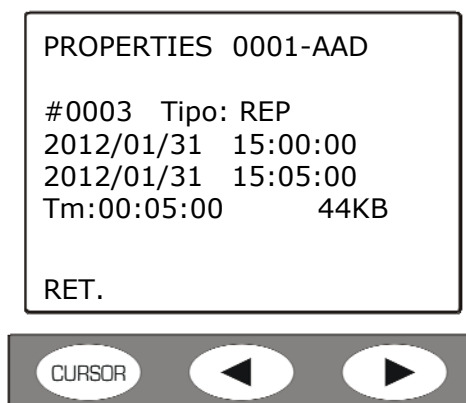 PROPERTIES 0001-AAD
#0003 Tipo: REP
2012/01/31 15:00:00
2012/01/31 15:05:00
Tm:00:05:00 44KB
RET.
CURSOR